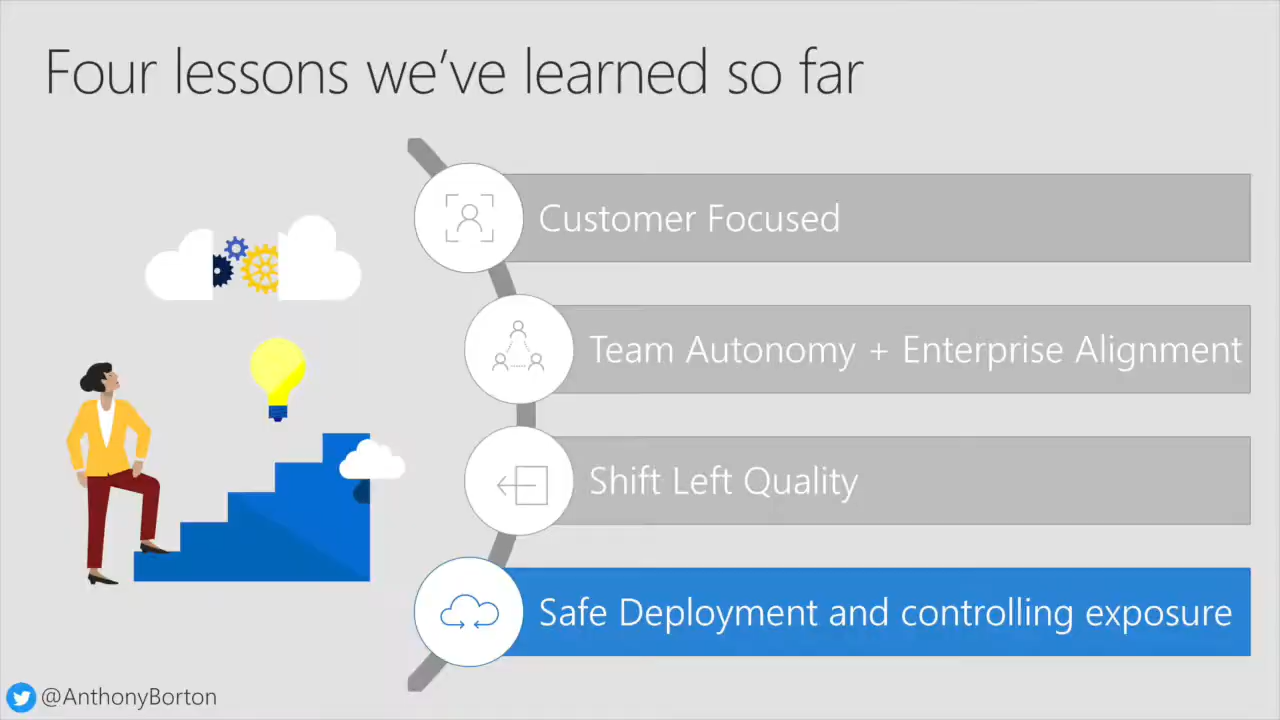 Four lessons we've learned so far
Customer Focused
Team Autonomy + Enterprise Alignment
Shift Left Quality
Safe Deployment and controlling exposure
@AnthonyBorton